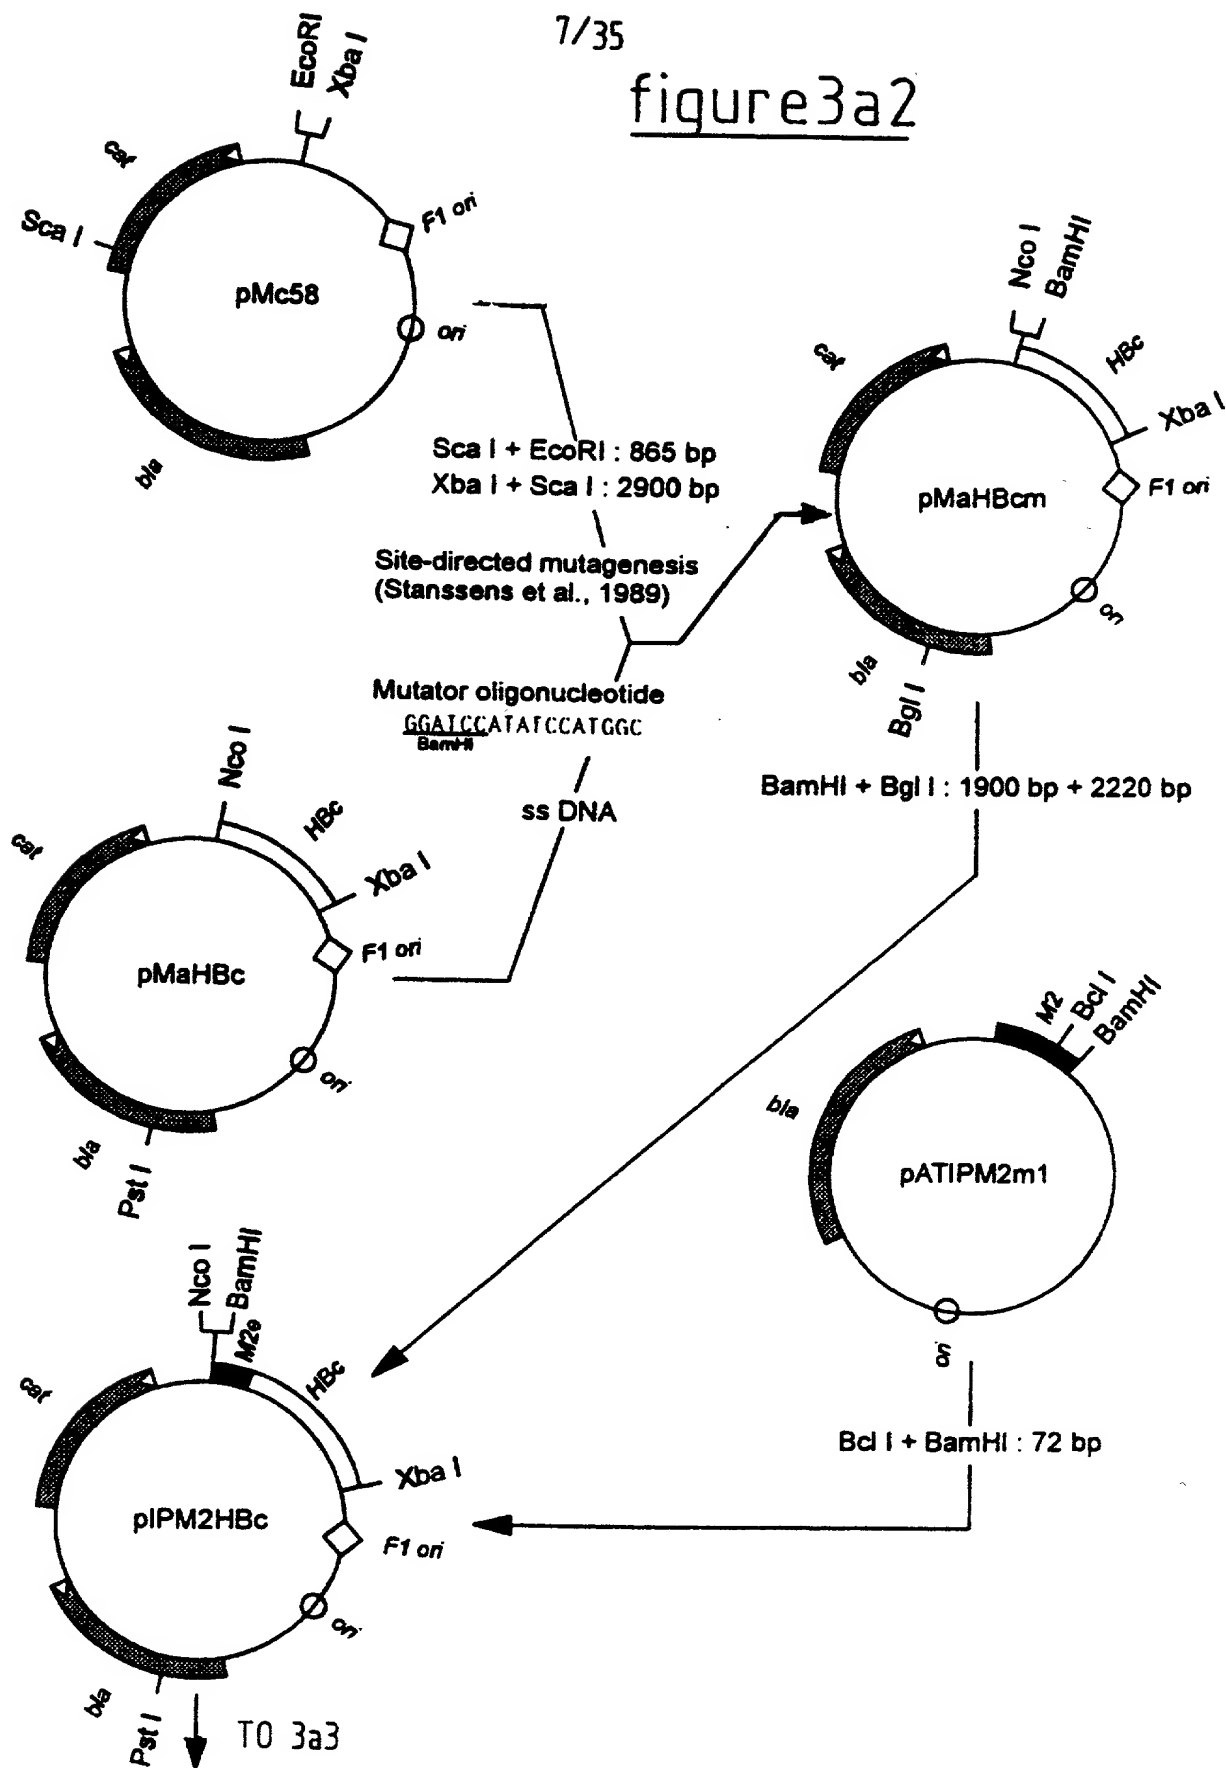 7/35
figure3a2
EcoRI
Xba I
cat
Sca I
F1 ori
pMc58
ori
bla
Sca I + EcoRI : 865 bp
Xba I + Sca I : 2900 bp
Site-directed mutagenesis
(Stanssens et al., 1989)
Mutator oligonucleotide
GGATCCATATCCATGGC
BamHI
ss DNA
Nco I
BamHI
HBc
cat
Xba I
F1 ori
pMaHBcm
ori
bla
Bgl I
BamHI + Bgl I : 1900 bp + 2220 bp
Nco I
HBc
cat
Xba I
F1 ori
pMaHBc
ori
bla
Pst I
M2
Bcl I
BamHI
bla
pATIPM2m1
ori
Bcl I + BamHI : 72 bp
Nco I
BamHI
M2e
HBc
cat
Xba I
pIPM2HBc
F1 ori
ori
bla
Pst I
TO 3a3